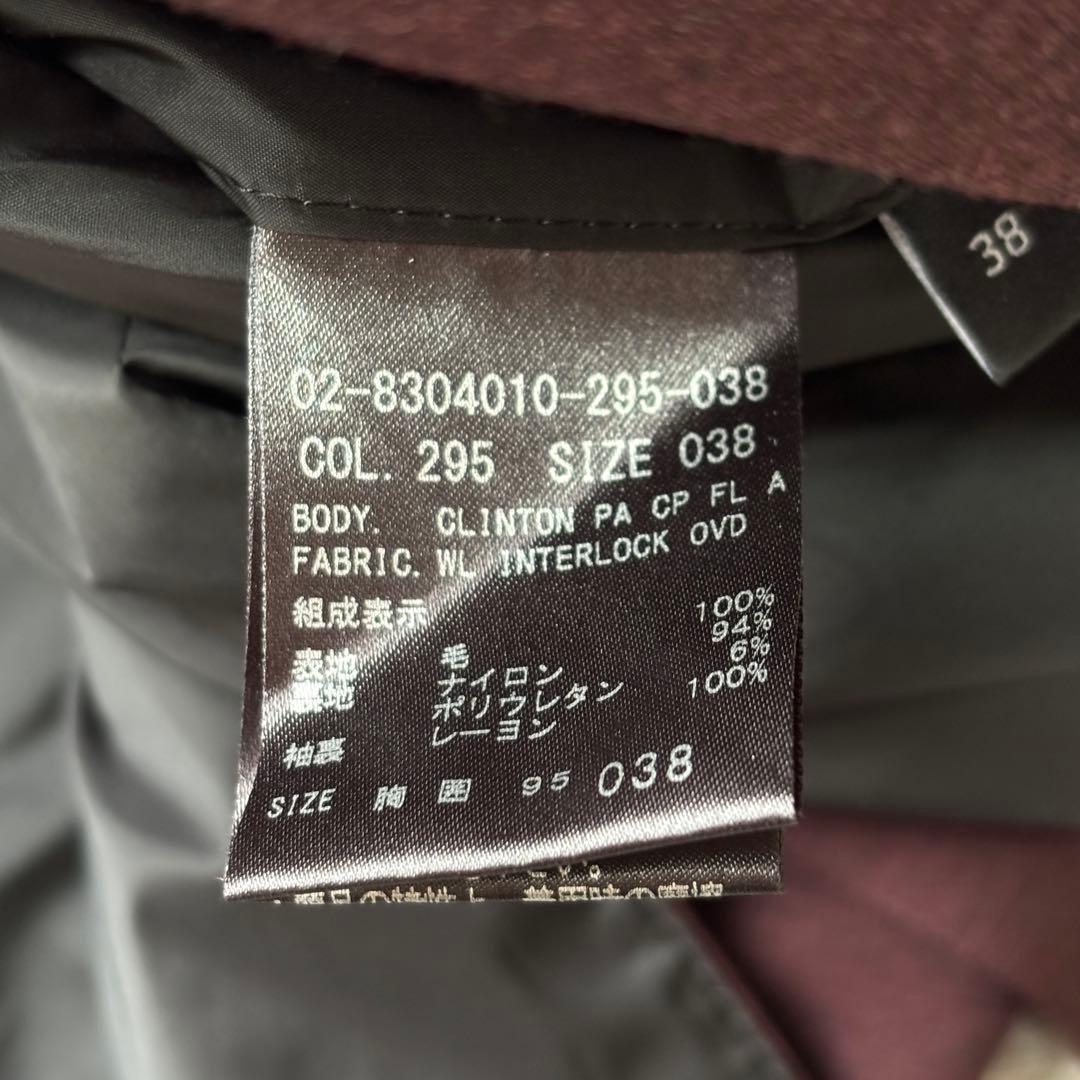 38
02-8304010-295-038
COL. 295 SIZE 038
BODY. CLINTON PA CP FL A
FABRIC. WL INTERLOCK OVD
組成表示
表地 毛 100%
裏地 ナイロン 94%
ポリウレタン 6%
袖裏 レーヨン 100%
SIZE 胸囲 95 038